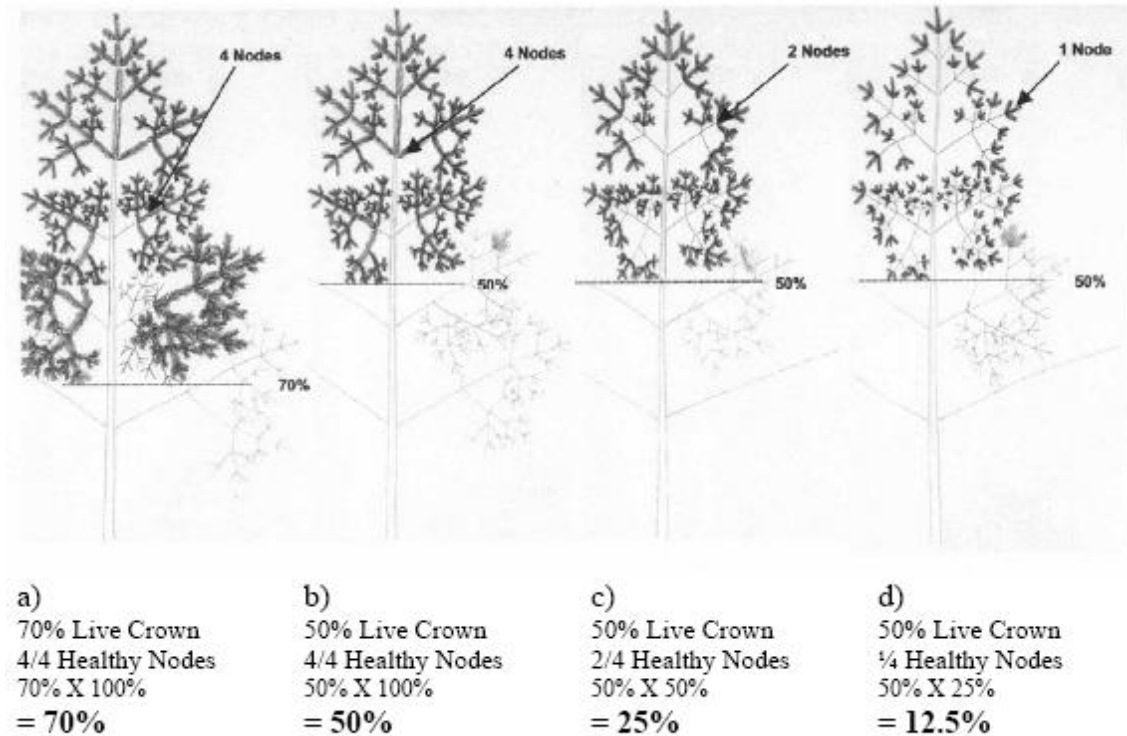 4 Nodes
4 Nodes
2 Nodes
1 Node
50%
50%
50%
70%
a)
70% Live Crown
4/4 Healthy Nodes
70% X 100%
= 70%
b)
50% Live Crown
4/4 Healthy Nodes
50% X 100%
= 50%
c)
50% Live Crown
2/4 Healthy Nodes
50% X 50%
= 25%
d)
50% Live Crown
¼ Healthy Nodes
50% X 25%
= 12.5%